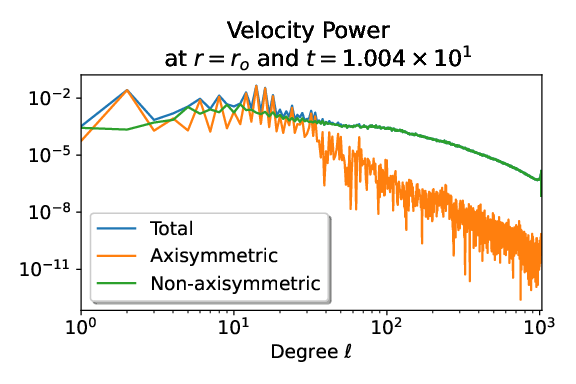 Velocity Power
at $r = r_o$ and $t = 1.004 \times 10^1$
$10^{-2}$
$10^{-5}$
$10^{-8}$
$10^{-11}$
Total
Axisymmetric
Non-axisymmetric
$10^0$ $10^1$ $10^2$ $10^3$
Degree ℓ